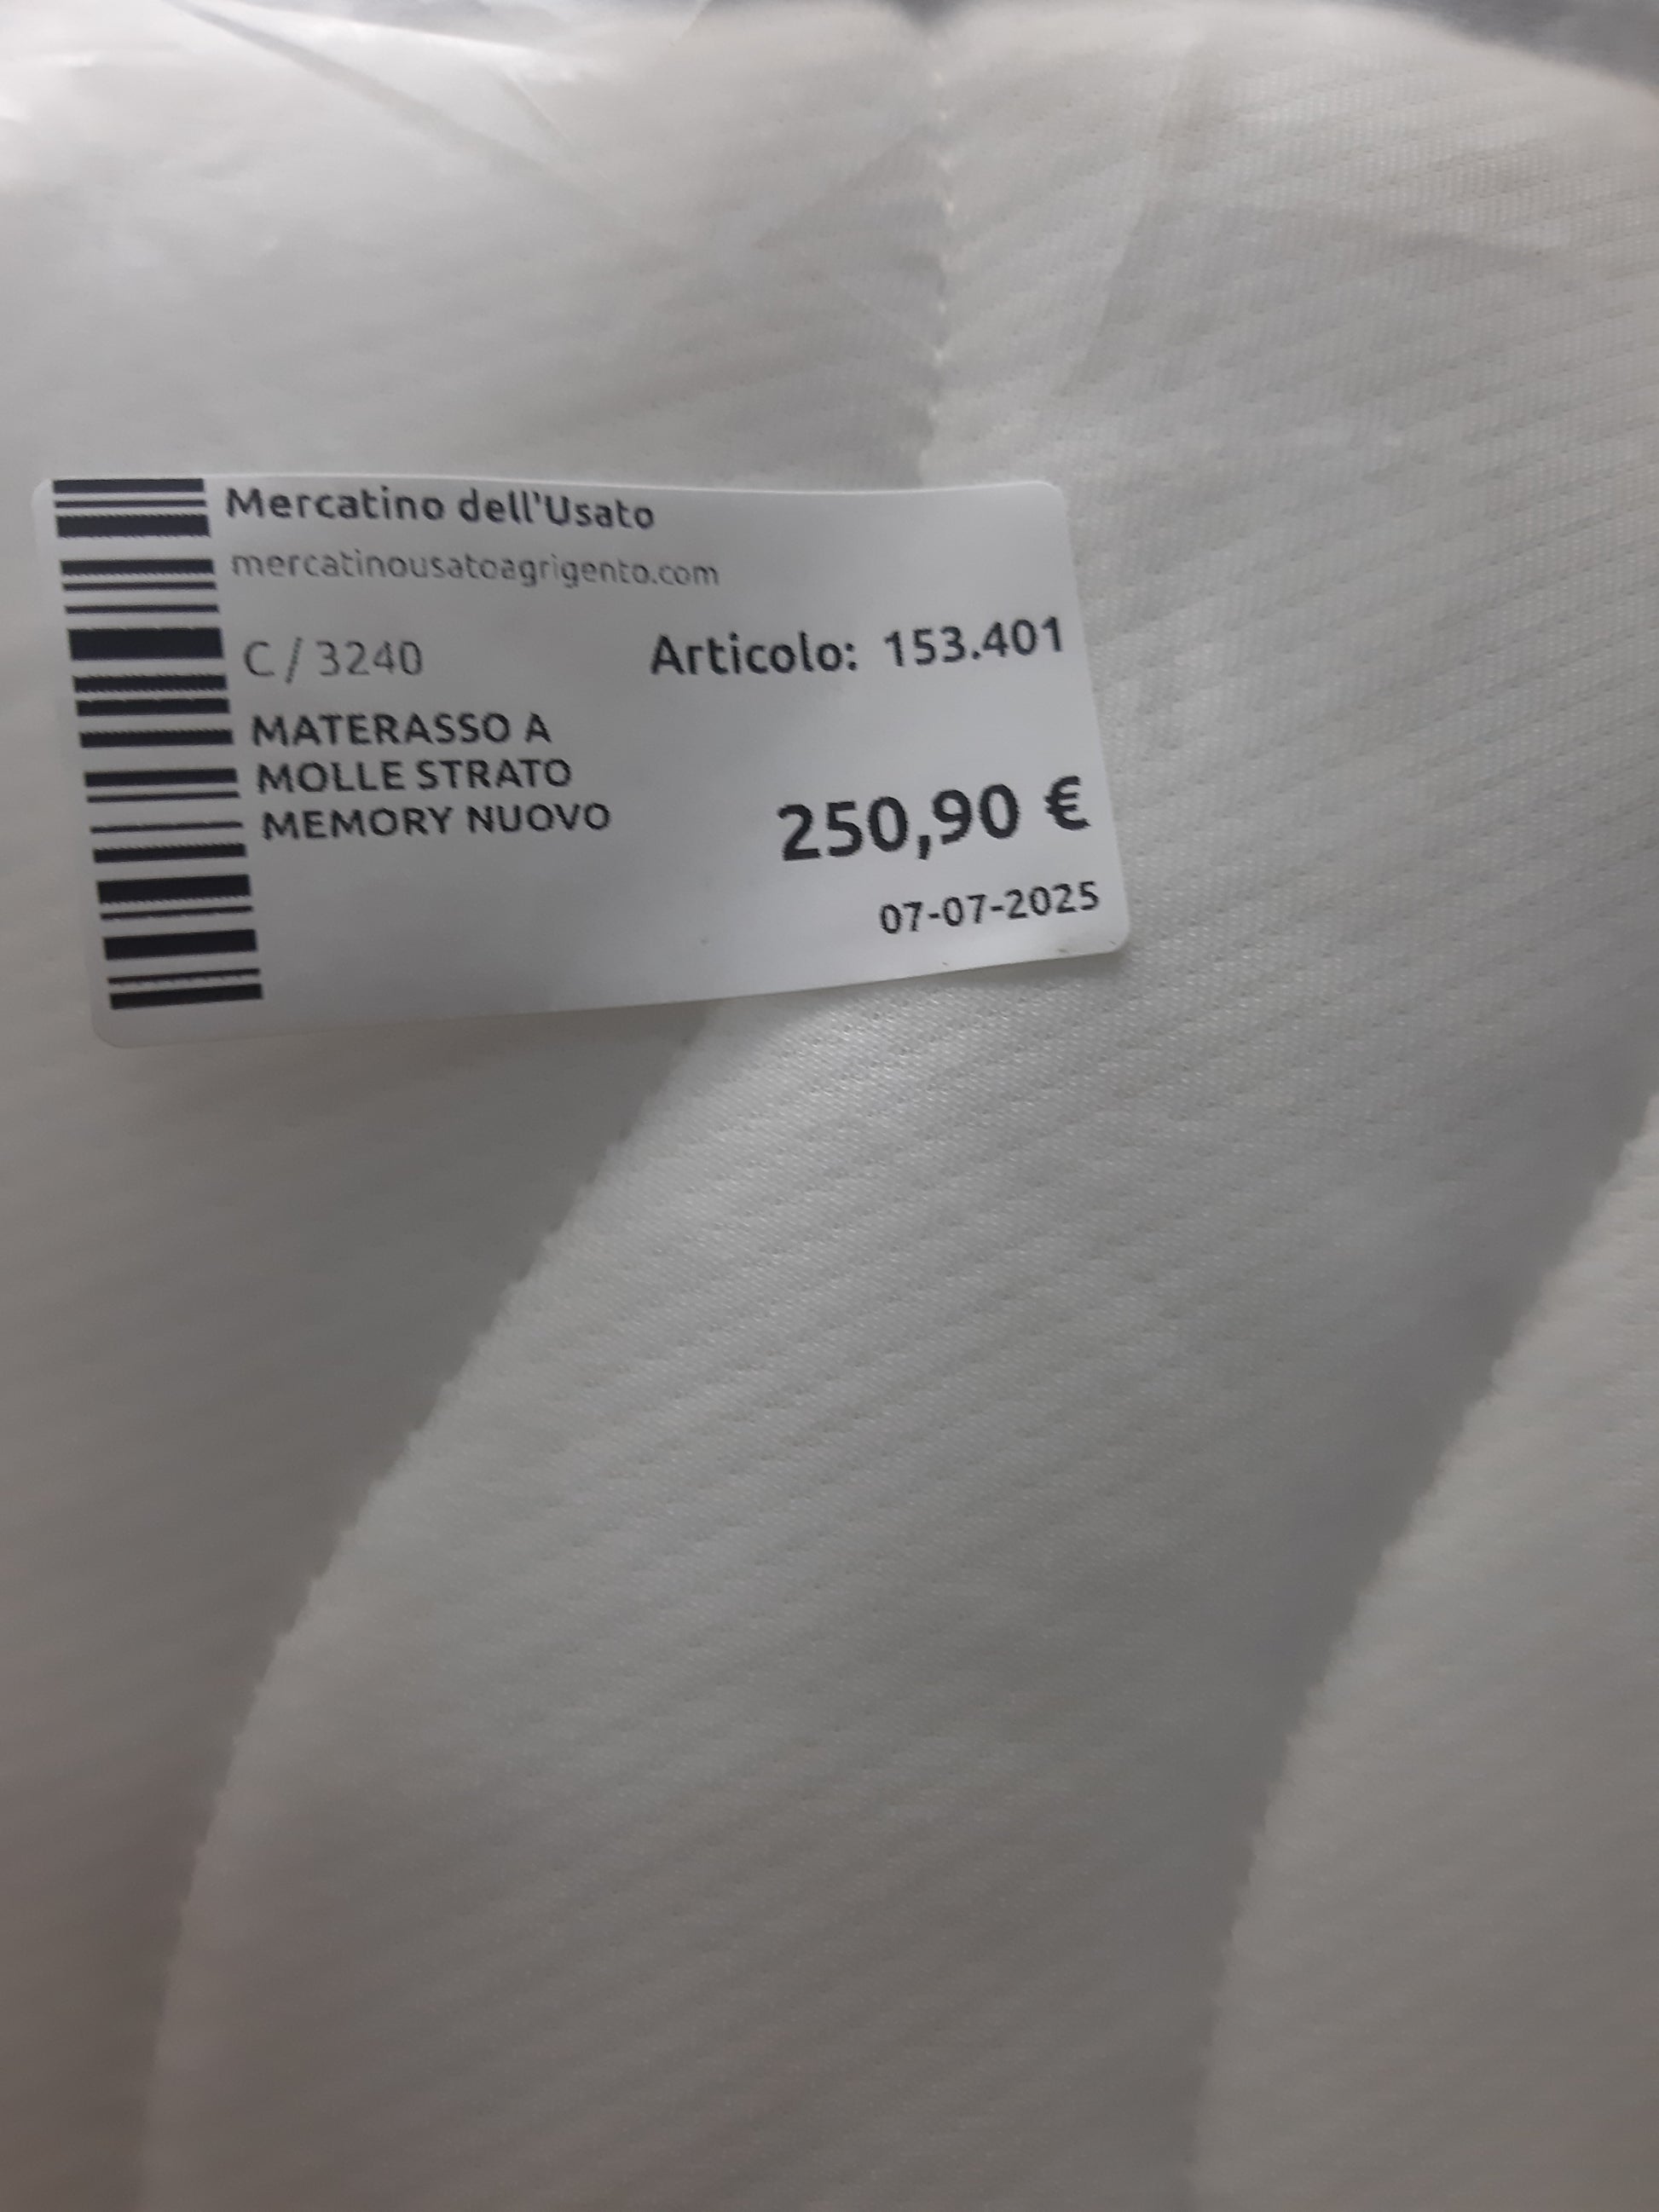 Mercatino dell'Usato
mercatinousatoagrigento.com
C / 3240 Articolo: 153.401
MATERASSO A
MOLLE STRATO
MEMORY NUOVO
250,90 €
07-07-2025